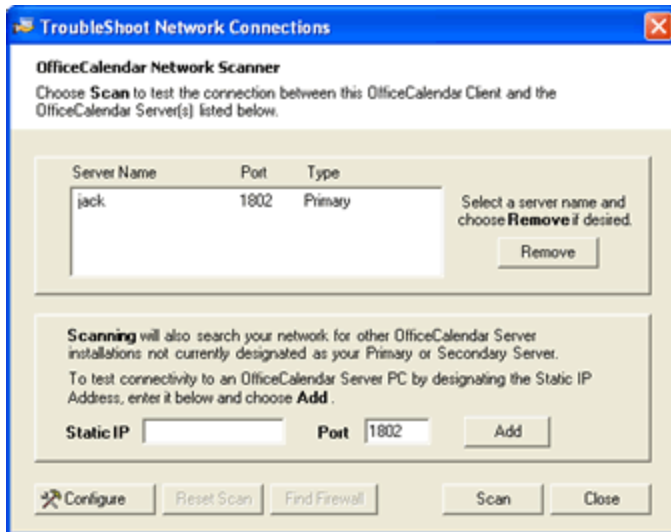 TroubleShoot Network Connections
OfficeCalendar Network Scanner
Choose Scan to test the connection between this OfficeCalendar Client and the
OfficeCalendar Server(s) listed below.
Server Name Port Type
jack 1802 Primary
Select a server name and
choose Remove if desired.
Remove
Scanning will also search your network for other OfficeCalendar Server
installations not currently designated as your Primary or Secondary Server.
To test connectivity to an OfficeCalendar Server PC by designating the Static IP
Address, enter it below and choose Add .
Static IP Port 1802 Add
Configure Reset Scan Find Firewall Scan Close